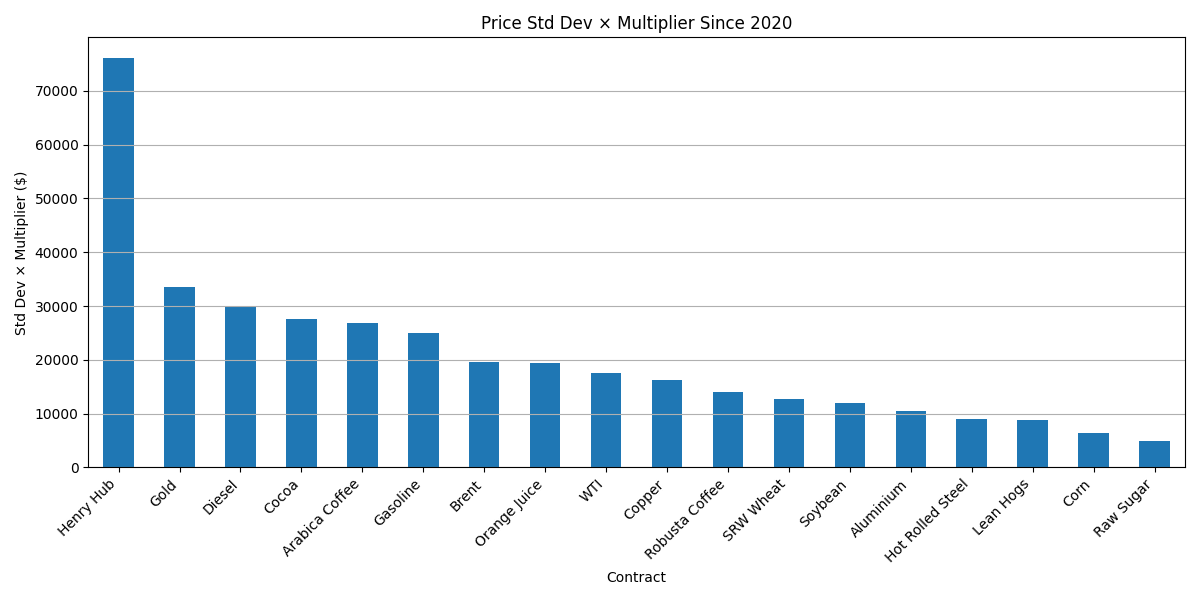 Price Std Dev × Multiplier Since 2020
Std Dev × Multiplier ($)
70000
60000
50000
40000
30000
20000
10000
0
Henry Hub
Gold
Diesel
Cocoa
Arabica Coffee
Gasoline
Brent
Orange Juice
WTI
Copper
Robusta Coffee
SRW Wheat
Soybean
Aluminium
Hot Rolled Steel
Lean Hogs
Corn
Raw Sugar
Contract